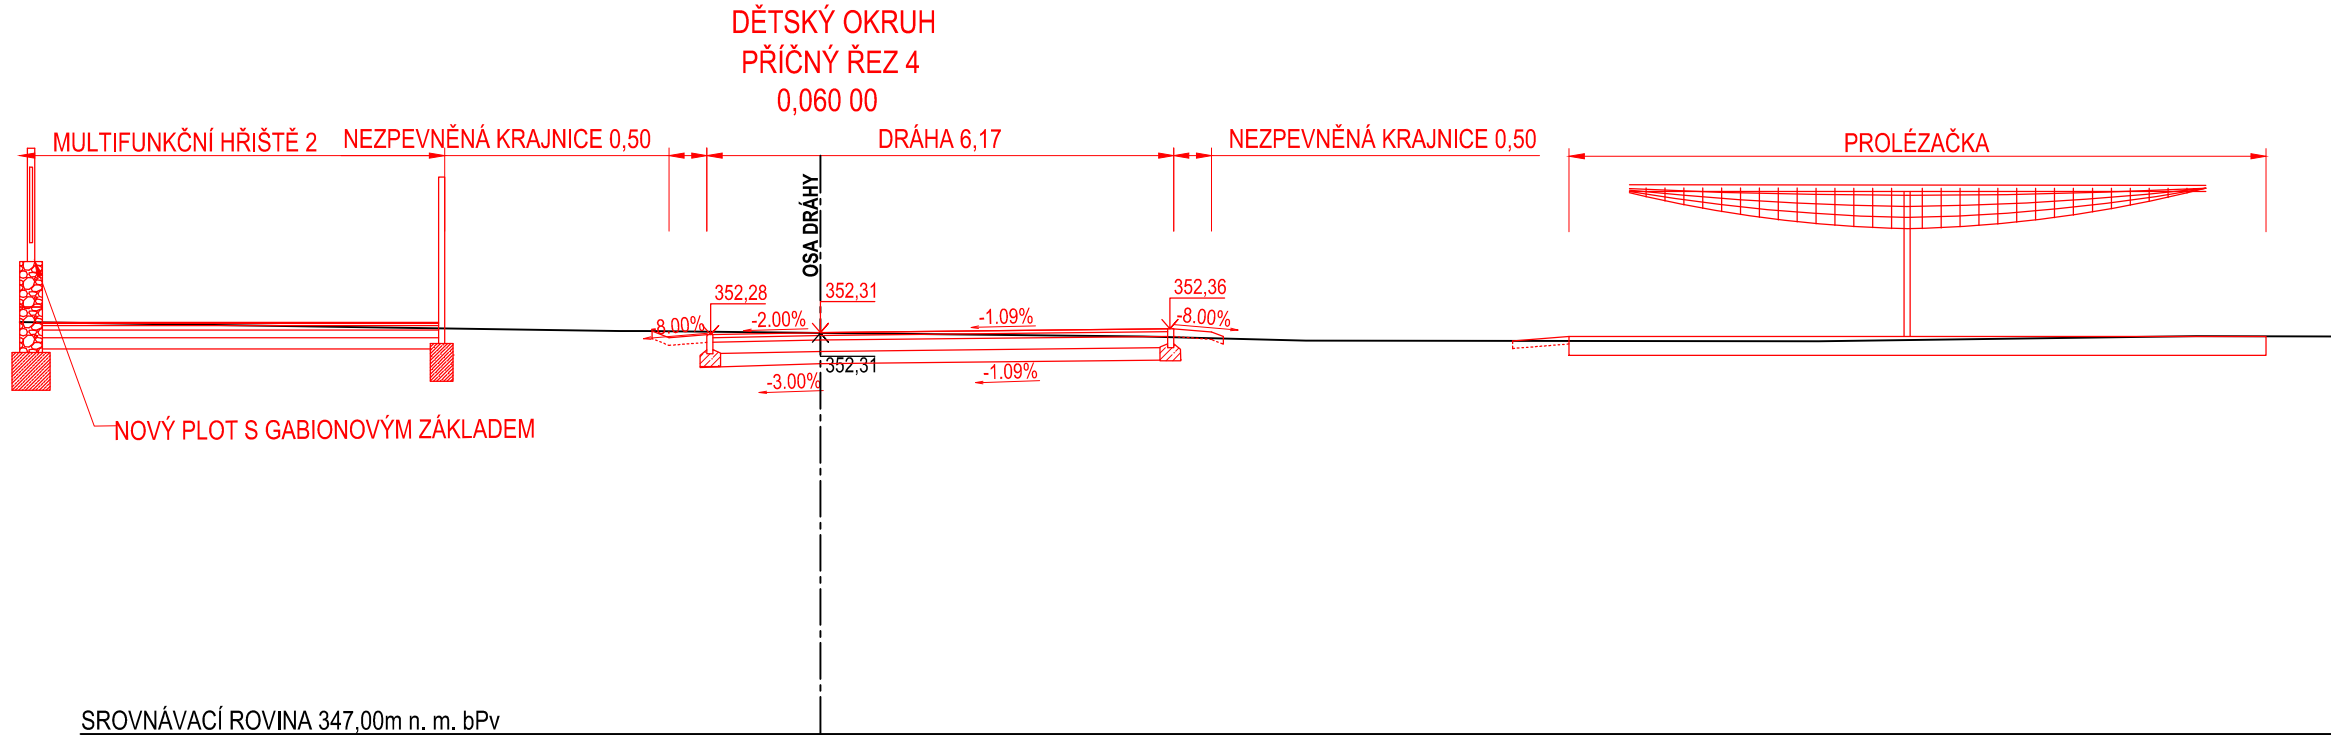 DĚTSKÝ OKRUH
PŘÍČNÝ ŘEZ 4
0,060 00
MULTIFUNKČNÍ HŘIŠTĚ 2
NEZPEVNĚNÁ KRAJNICE 0,50
DRÁHA 6,17
NEZPEVNĚNÁ KRAJNICE 0,50
PROLÉZAČKA
OSA DRÁHY
352,28
352,31
352,36
-8.00%
-2.00%
-1.09%
-8.00%
352,31
-3.00%
-1.09%
NOVÝ PLOT S GABIONOVÝM ZÁKLADEM
SROVNÁVACÍ ROVINA 347,00m n. m. bPv